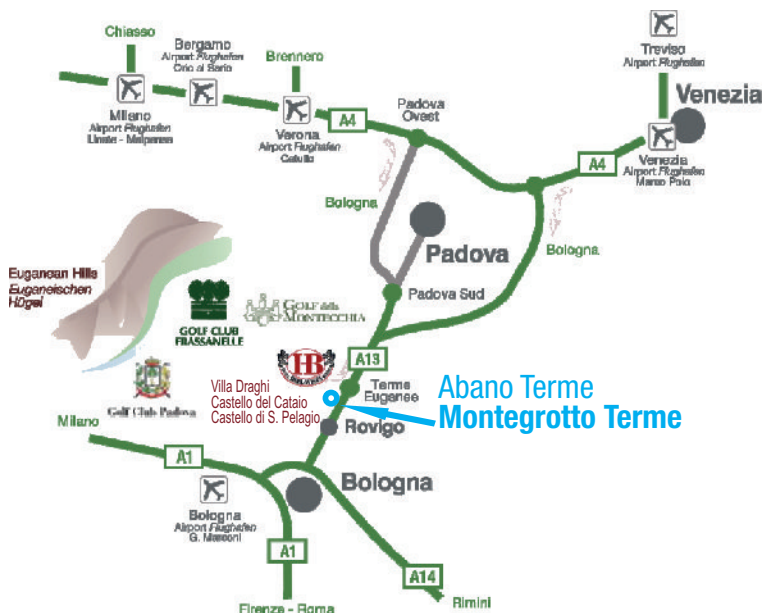 Chiasso
Bergamo
Airport Flughafen
Orio al Serio
Brennero
Treviso
Airport Flughafen
Venezia
Milano
Airport Flughafen
Linate - Malpensa
Verona
Airport Flughafen
Catullo
A4
Padova
Ovest
A4
Venezia
Airport Flughafen
Marco Polo
Bologna
Bologna
Padova
Padova Sud
Euganean Hills
Euganeischen
Hügel
GOLF CLUB
FRASSANELLE
GOLF della
MONTECCHIA
Golf Club Padova
HB
A13
Terme
Euganee
Villa Draghi
Castello del Cataio
Castello di S. Pelagio
Abano Terme
Montegrotto Terme
Rovigo
Milano
A1
Bologna
Bologna
Airport Flughafen
G. Marconi
A1
A14
Firenze - Roma
Rimini